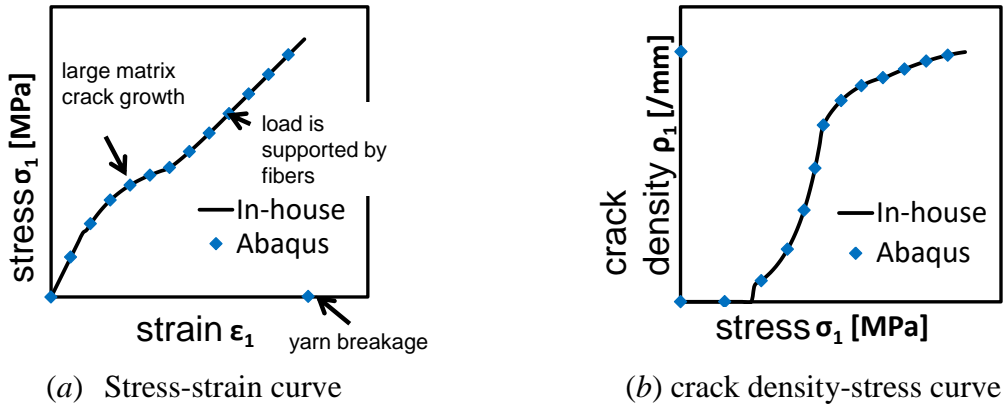 stress σ₁ [MPa]
large matrix
crack growth
load is
supported by
fibers
In-house
Abaqus
strain ε₁
yarn breakage
(a) Stress-strain curve
crack
density ρ₁ [/mm]
In-house
Abaqus
stress σ₁ [MPa]
(b) crack density-stress curve